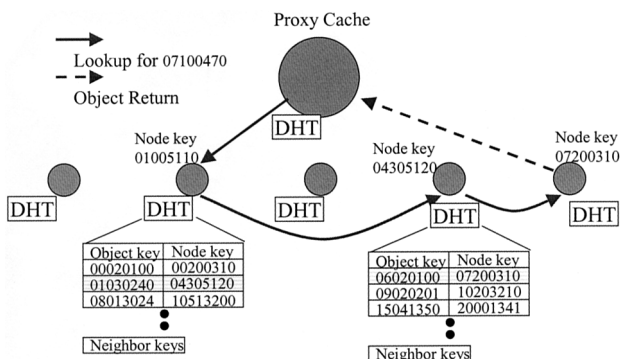 Proxy Cache
Lookup for 07100470
Object Return
DHT
Node key
01005110
Node key
04305120
Node key
07200310
DHT
DHT
DHT
DHT
DHT
Object key Node key
00020100 00200310
01030240 04305120
08013024 10513200
Neighbor keys
Object key Node key
06020100 07200310
09020201 10203210
15041350 20001341
Neighbor keys